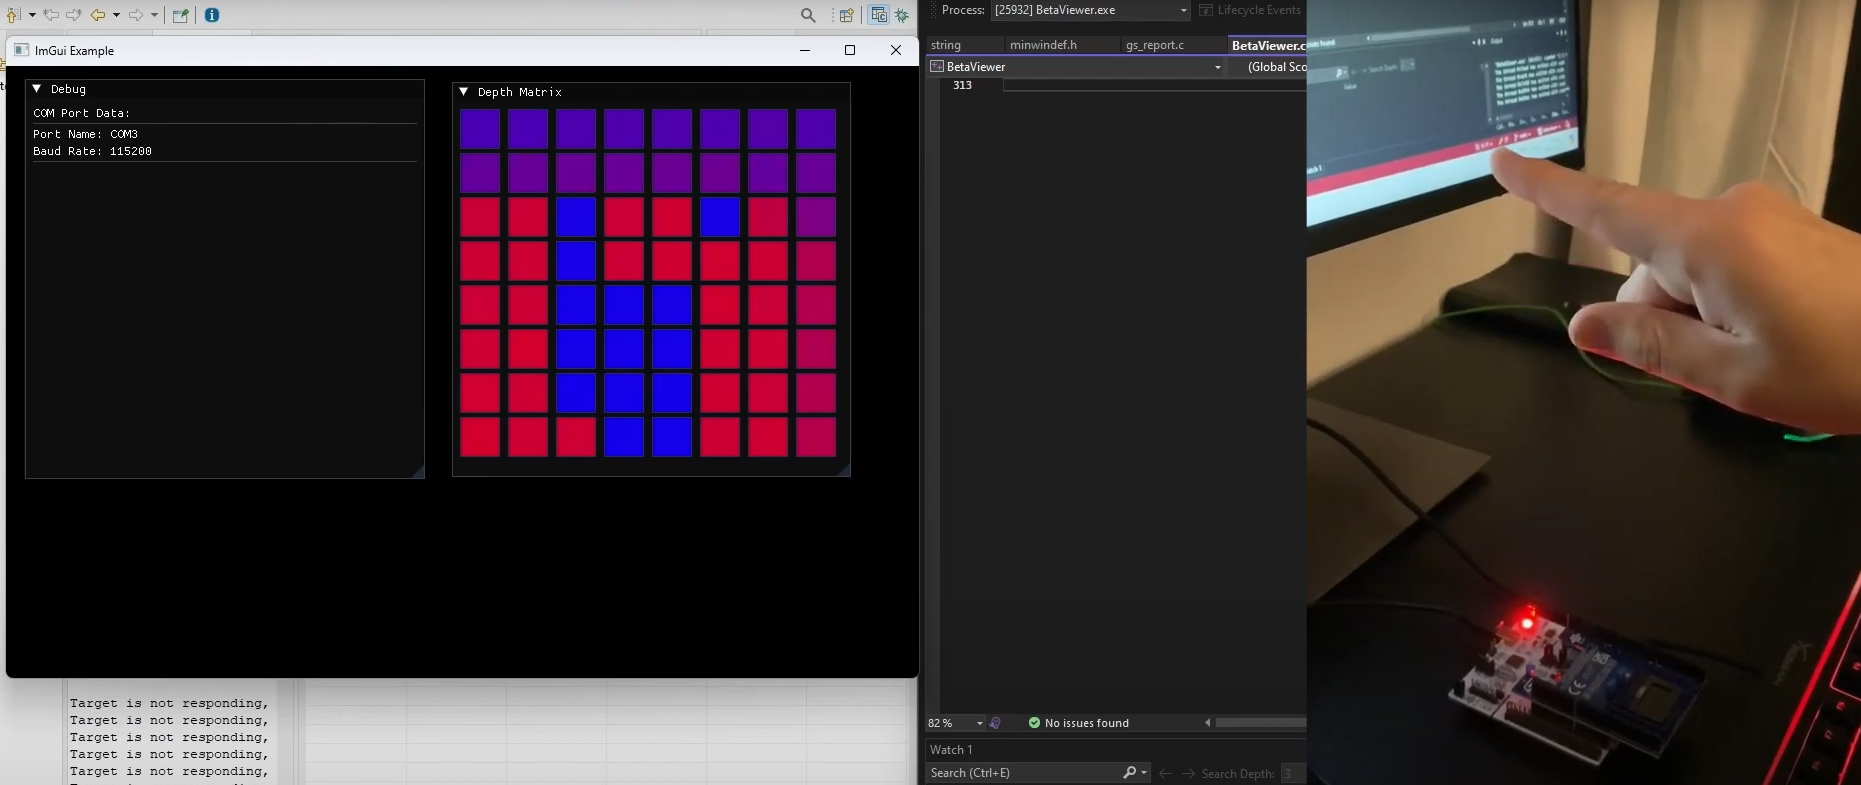 Process: [25932] BetaViewer.exe Lifecycle Events
ImGui Example
string minwindef.h gs_report.c BetaViewer.c
BetaViewer (Global Sco
313
Debug
COM Port Data:
Port Name: COM3
Baud Rate: 115200
Depth Matrix
82 % No issues found
Watch 1
Search (Ctrl+E) Search Depth: 3
Target is not responding,
Target is not responding,
Target is not responding,
Target is not responding,
Target is not responding,